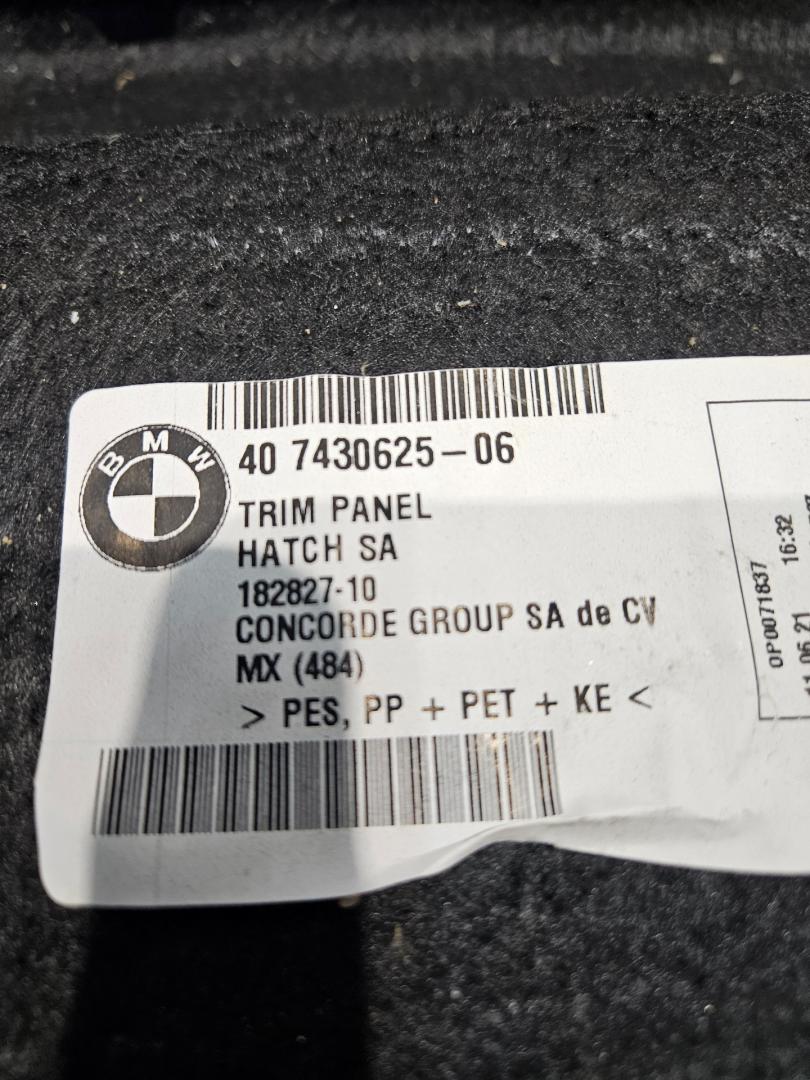 BMW
40 7430625-06
TRIM PANEL
HATCH SA
182827-10
CONCORDE GROUP SA de CV
MX (484)
> PES, PP + PET + KE <
OP0071837
16:32